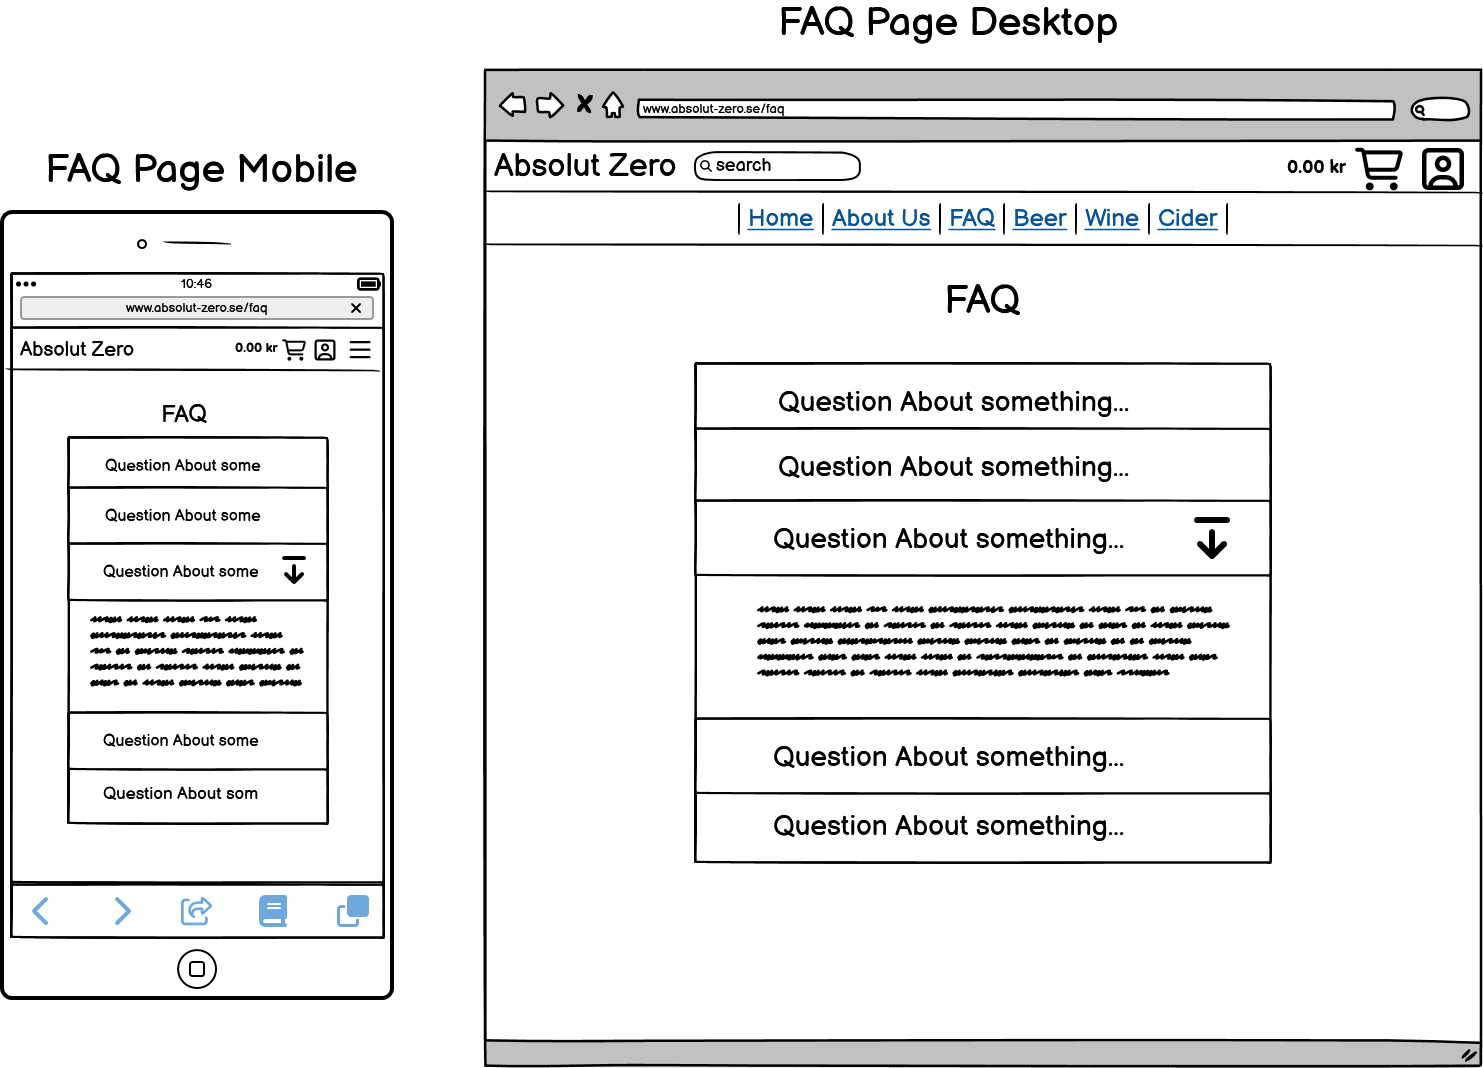 FAQ Page Desktop
www.absolut-zero.se/faq
Absolut Zero
search
0.00 kr
Home
About Us
FAQ
Beer
Wine
Cider
FAQ
Question About something...
Question About something...
Question About something...
Question About something...
Question About something...
FAQ Page Mobile
10:46
www.absolut-zero.se/faq
Absolut Zero
0.00 kr
FAQ
Question About some
Question About some
Question About some
Question About some
Question About som